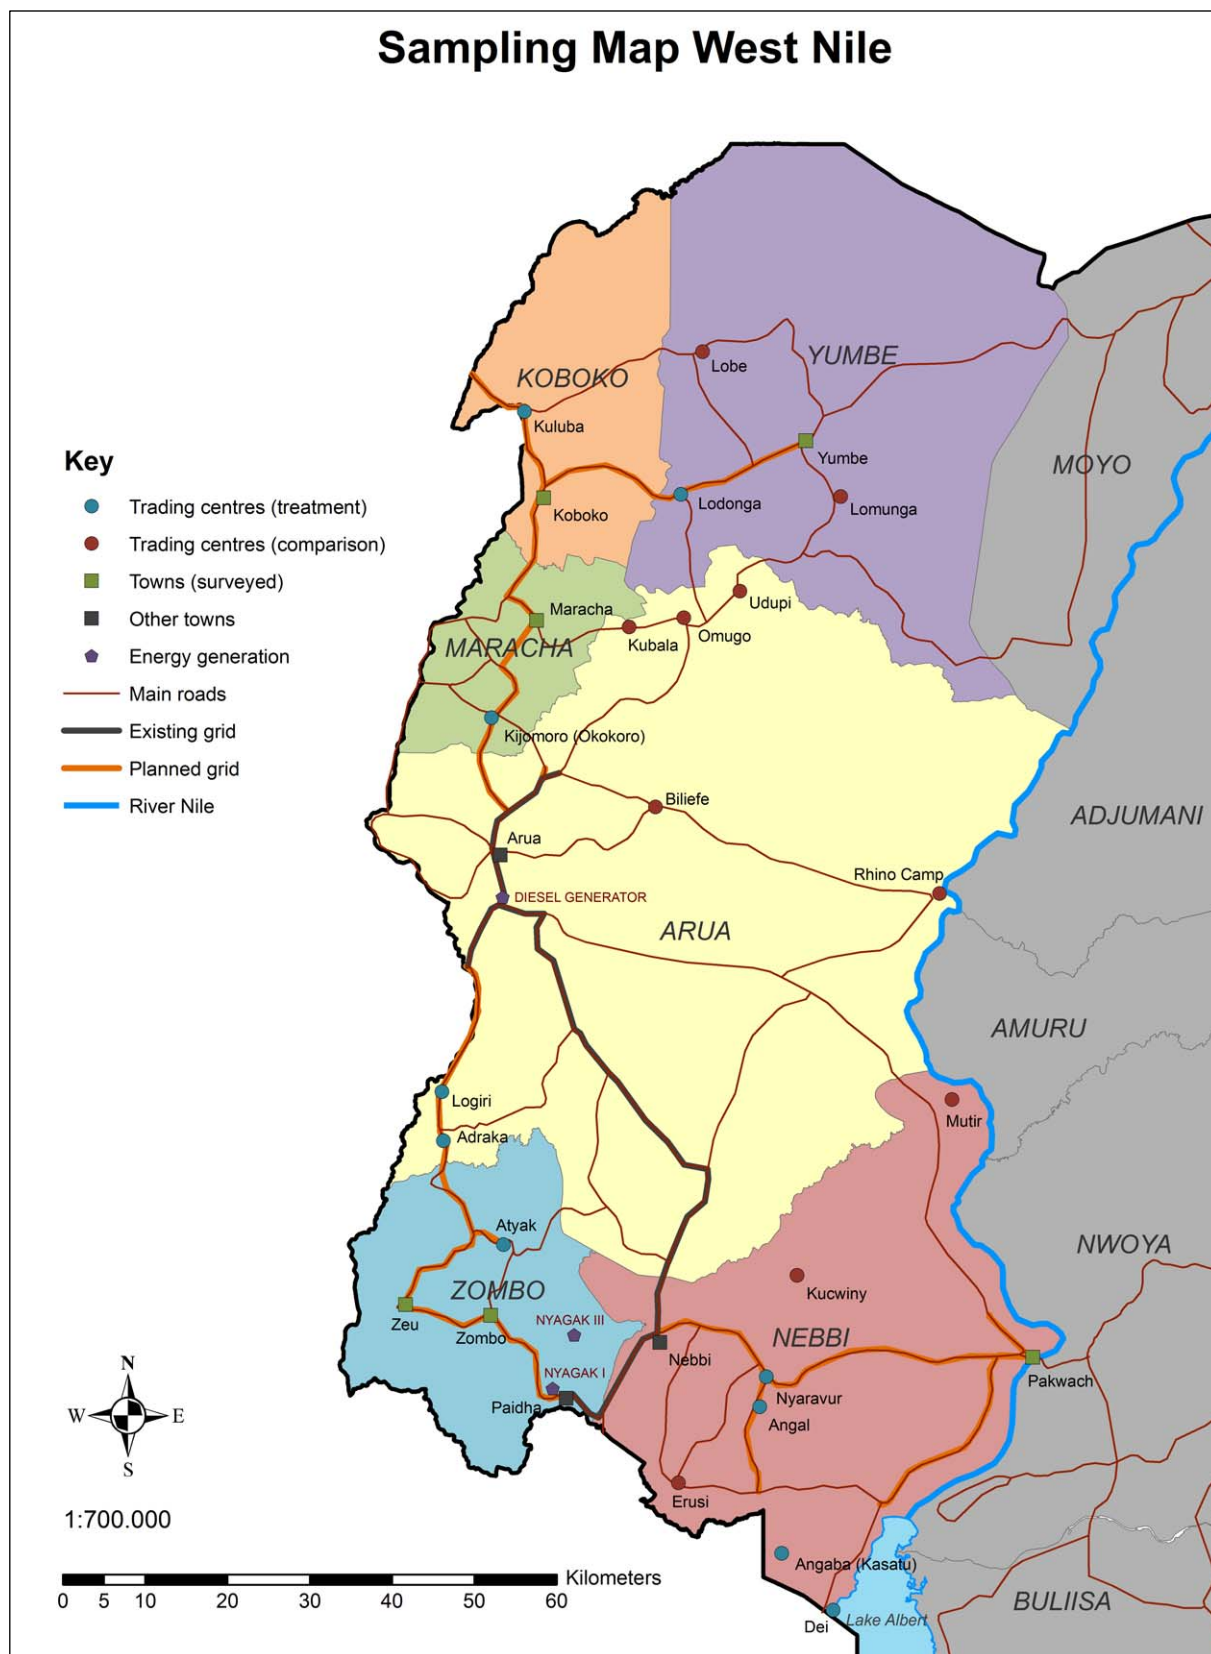 Sampling Map West Nile
YUMBE
KOBOKO
Lobe
Kuluba
Yumbe
MOYO
Key
Trading centres (treatment)
Trading centres (comparison)
Towns (surveyed)
Other towns
Energy generation
Main roads
Existing grid
Planned grid
River Nile
Koboko
Lodonga
Lomunga
Maracha
Udupi
MARACHA
Kubala
Omugo
Kijomoro (Okokoro)
Biliefe
ADJUMANI
Arua
Rhino Camp
DIESEL GENERATOR
ARUA
AMURU
Logiri
Mutir
Adraka
Atyak
NWOYA
ZOMBO
Kucwiny
Zeu
Zombo
NYAGAK III
NEBBI
Nebbi
NYAGAK I
Nyaravur
Pakwach
Paidha
Angal
N
W
E
S
Erusi
1:700.000
Angaba (Kasatu)
Kilometers
0 5 10 20 30 40 50 60
BULIISA
Dei
Lake Albert